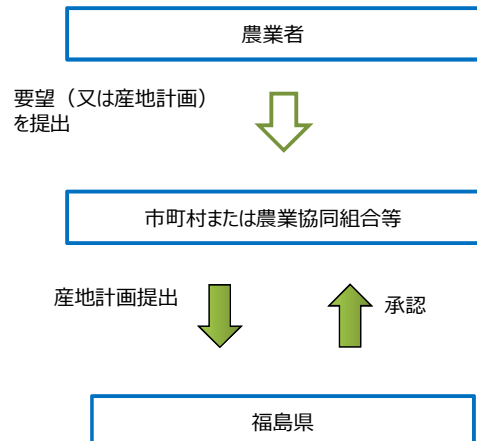 農業者
要望（又は産地計画）
を提出
市町村または農業協同組合等
産地計画提出
承認
福島県